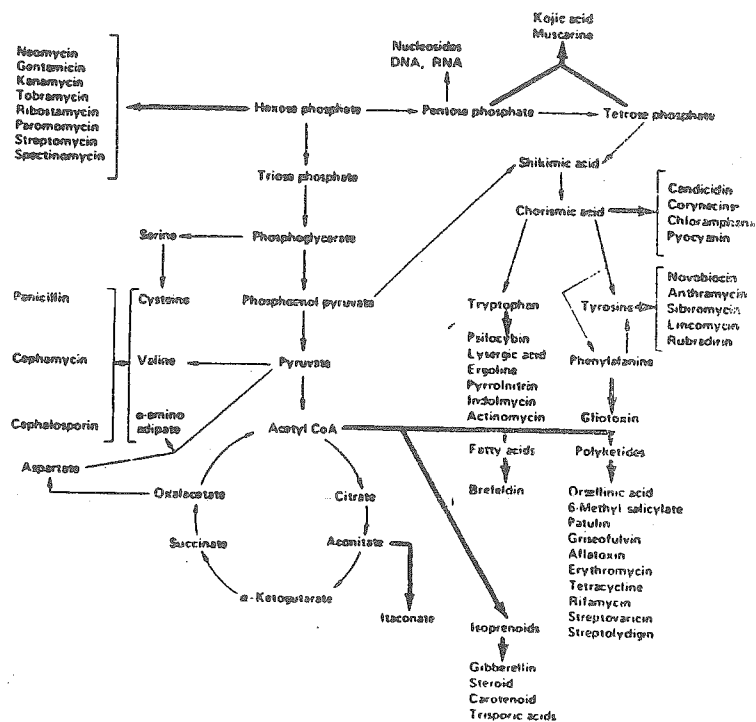 Kojic acid
Muscarine
Nucleosides
DNA, RNA
Neomycin
Gentamicin
Kanamycin
Tobramycin
Ribostamycin
Paromomycin
Streptomycin
Spectinamycin
Hexose phosphate
Pentose phosphate
Tetrose phosphate
Triose phosphate
Shikimic acid
Chorismic acid
Candicidin
Corynecins
Chloramphen
Pyocyanin
Serine
Phosphoglycerate
Penicillin
Cysteine
Phosphoenol pyruvate
Tryptophan
Tyrosine
Novobiocin
Anthramycin
Sibiromycin
Lincomycin
Rubradirin
Cephamycin
Valine
Pyruvate
Psilocybin
Lysergic acid
Ergoline
Pyrrolnitrin
Indolmycin
Actinomycin
Phenylalanine
Gliotoxin
Cephalosporin
α-amino
adipate
Acetyl CoA
Fatty acids
Polyketides
Aspartate
Oxalacetate
Citrate
Brefeldin
Orsellinic acid
6-Methyl salicylate
Patulin
Griseofulvin
Aflatoxin
Erythromycin
Tetracycline
Rifamycin
Streptovaricin
Streptolydigin
Succinate
Aconitate
α-Ketogutarate
Itaconate
Isoprenoids
Gibberellin
Steroid
Carotenoid
Trisporic acids